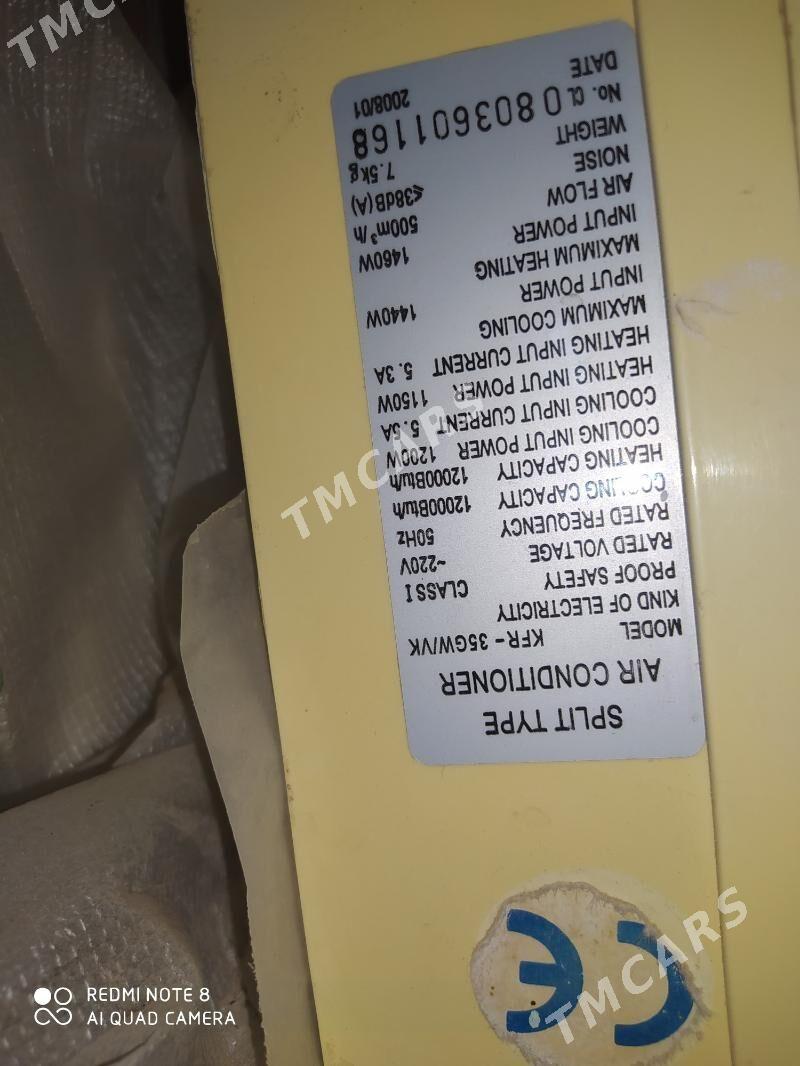 SPLIT TYPE
AIR CONDITIONER
MODEL KFR-35GW/VK
KIND OF ELECTRICITY
PROOF SAFETY CLASS I
RATED VOLTAGE ~220V
RATED FREQUENCY 50Hz
COOLING CAPACITY 12000Btu/h
HEATING CAPACITY 12000Btu/h
COOLING INPUT POWER 1200W
COOLING INPUT CURRENT 5.5A
HEATING INPUT POWER 1150W
HEATING INPUT CURRENT 5.3A
MAXIMUM COOLING
INPUT POWER 1440W
MAXIMUM HEATING
INPUT POWER 1460W
AIR FLOW 500m³/h
NOISE ≤38dB(A)
WEIGHT 7.5kg
No. CL 0803601168
DATE 2008/01
CE
TMCARS
TMCARS
TMCARS
TMCARS
REDMI NOTE 8
AI QUAD CAMERA